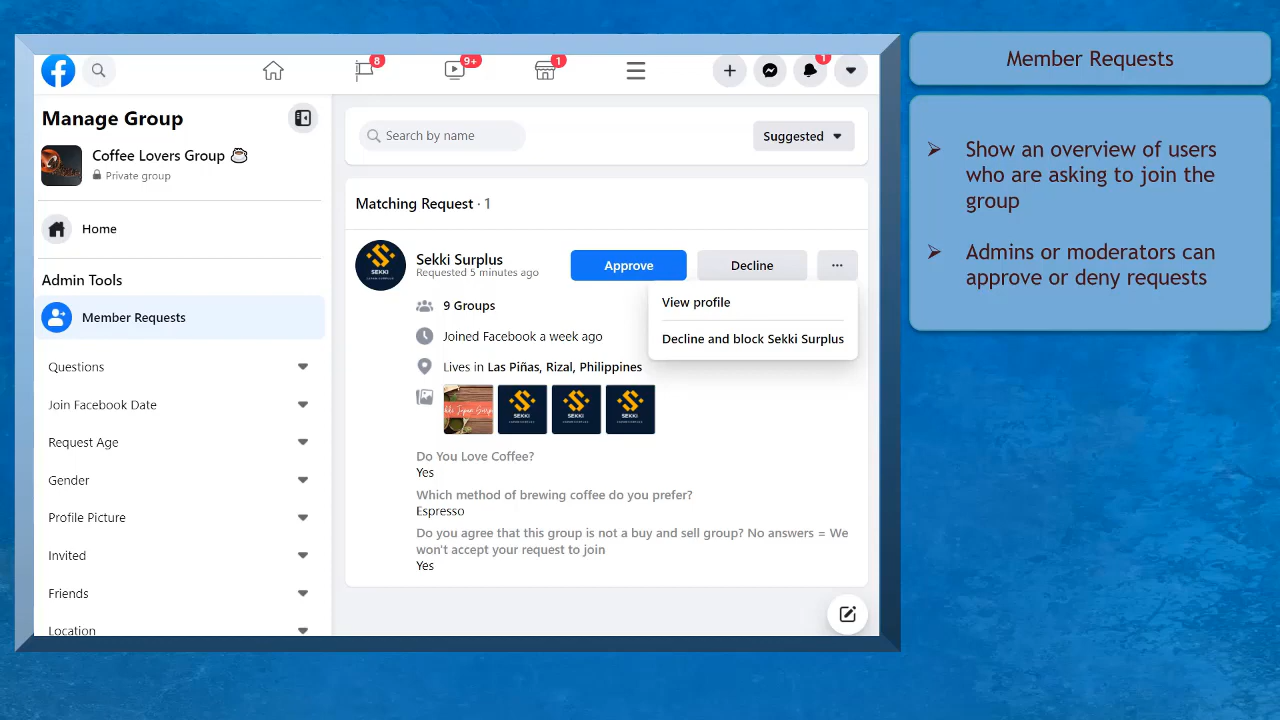 8
9+
1
1
Manage Group
Coffee Lovers Group
Private group
Home
Admin Tools
Member Requests
Questions
Join Facebook Date
Request Age
Gender
Profile Picture
Invited
Friends
Location
Search by name
Suggested
Matching Request · 1
SEKKI
Sekki Surplus
Requested 5 minutes ago
Approve
Decline
...
View profile
Decline and block Sekki Surplus
9 Groups
Joined Facebook a week ago
Lives in Las Piñas, Rizal, Philippines
SEKKI
SEKKI
SEKKI
Do You Love Coffee?
Yes
Which method of brewing coffee do you prefer?
Espresso
Do you agree that this group is not a buy and sell group? No answers = We
won't accept your request to join
Yes
Member Requests
Show an overview of users
who are asking to join the
group
Admins or moderators can
approve or deny requests